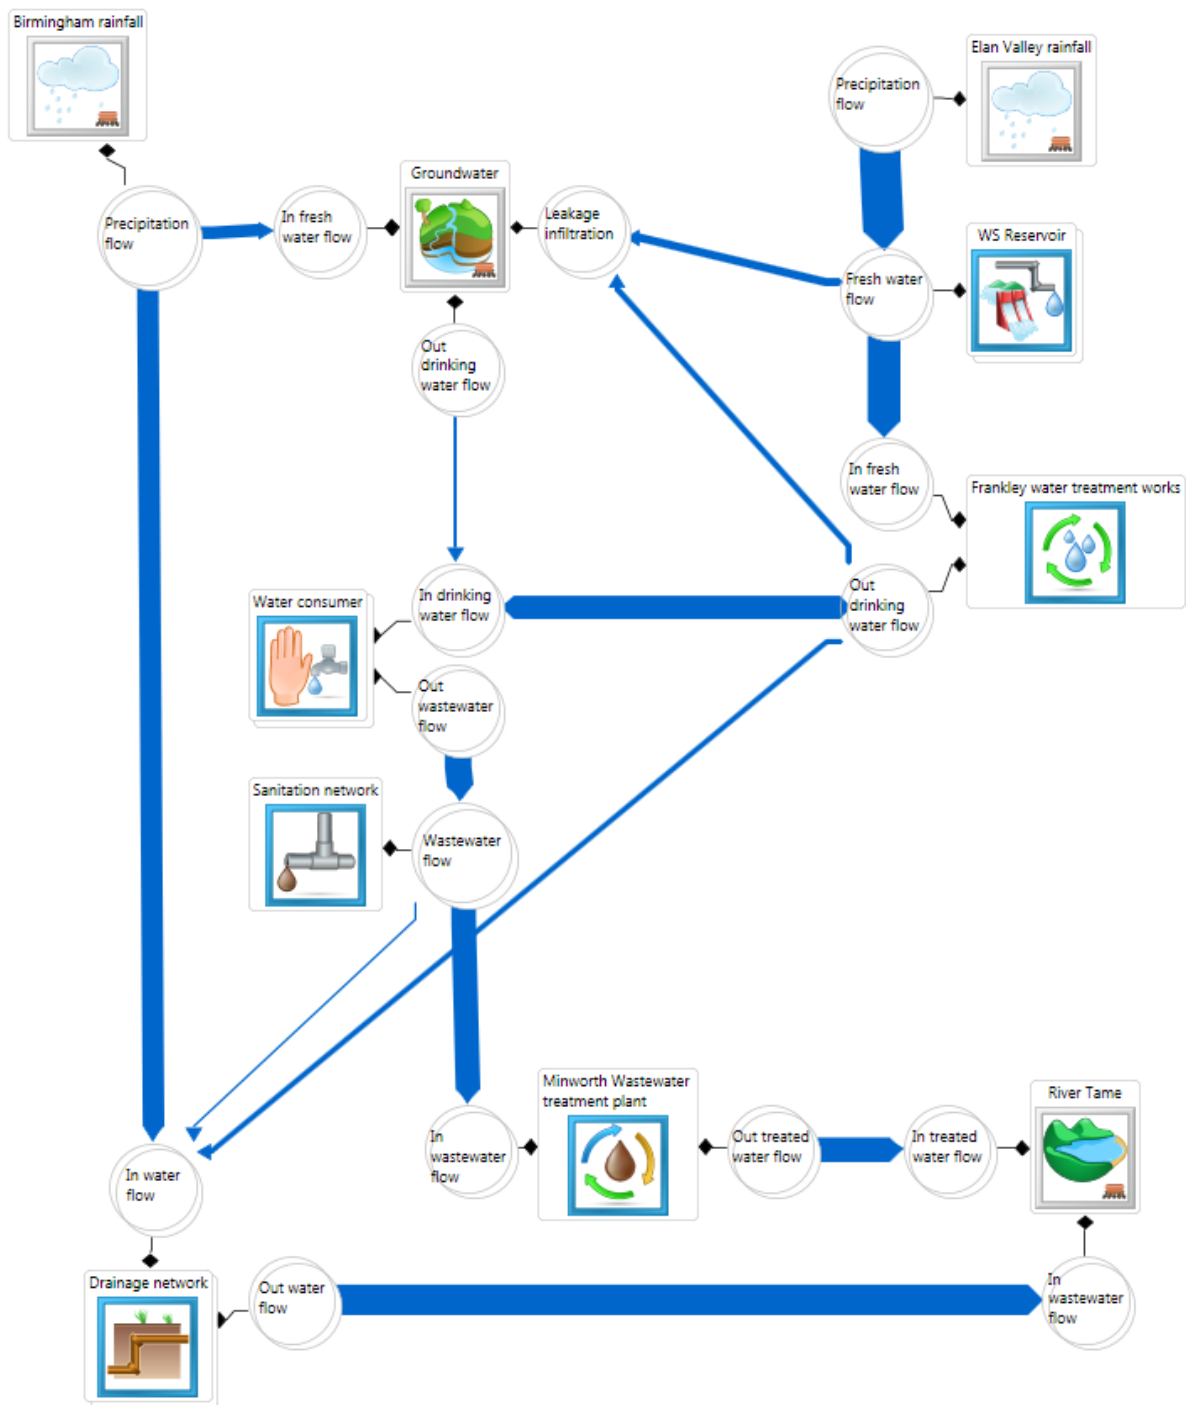 Birmingham rainfall
Elan Valley rainfall
Precipitation
flow
Groundwater
Precipitation
flow
In fresh
water flow
Leakage
infiltration
WS Reservoir
Fresh water
flow
Out
drinking
water flow
In fresh
water flow
Frankley water treatment works
Water consumer
In drinking
water flow
Out
drinking
water flow
Out
wastewater
flow
Sanitation network
Wastewater
flow
Minworth Wastewater
treatment plant
River Tame
In
wastewater
flow
Out treated
water flow
In treated
water flow
In water
flow
Drainage network
Out water
flow
In
wastewater
flow